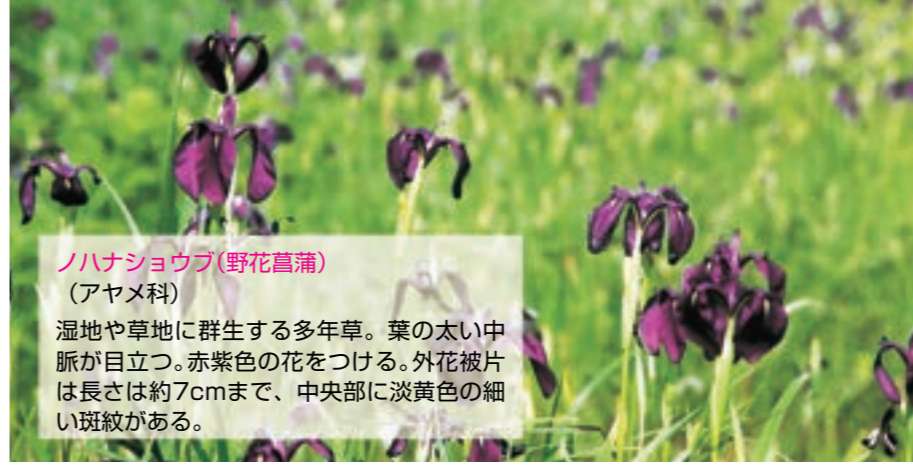 ノハナショウブ(野花菖蒲)
(アヤメ科)
湿地や草地に群生する多年草。葉の太い中
脈が目立つ。赤紫色の花をつける。外花被片
は長さは約7cmまで、中央部に淡黄色の細
い斑紋がある。